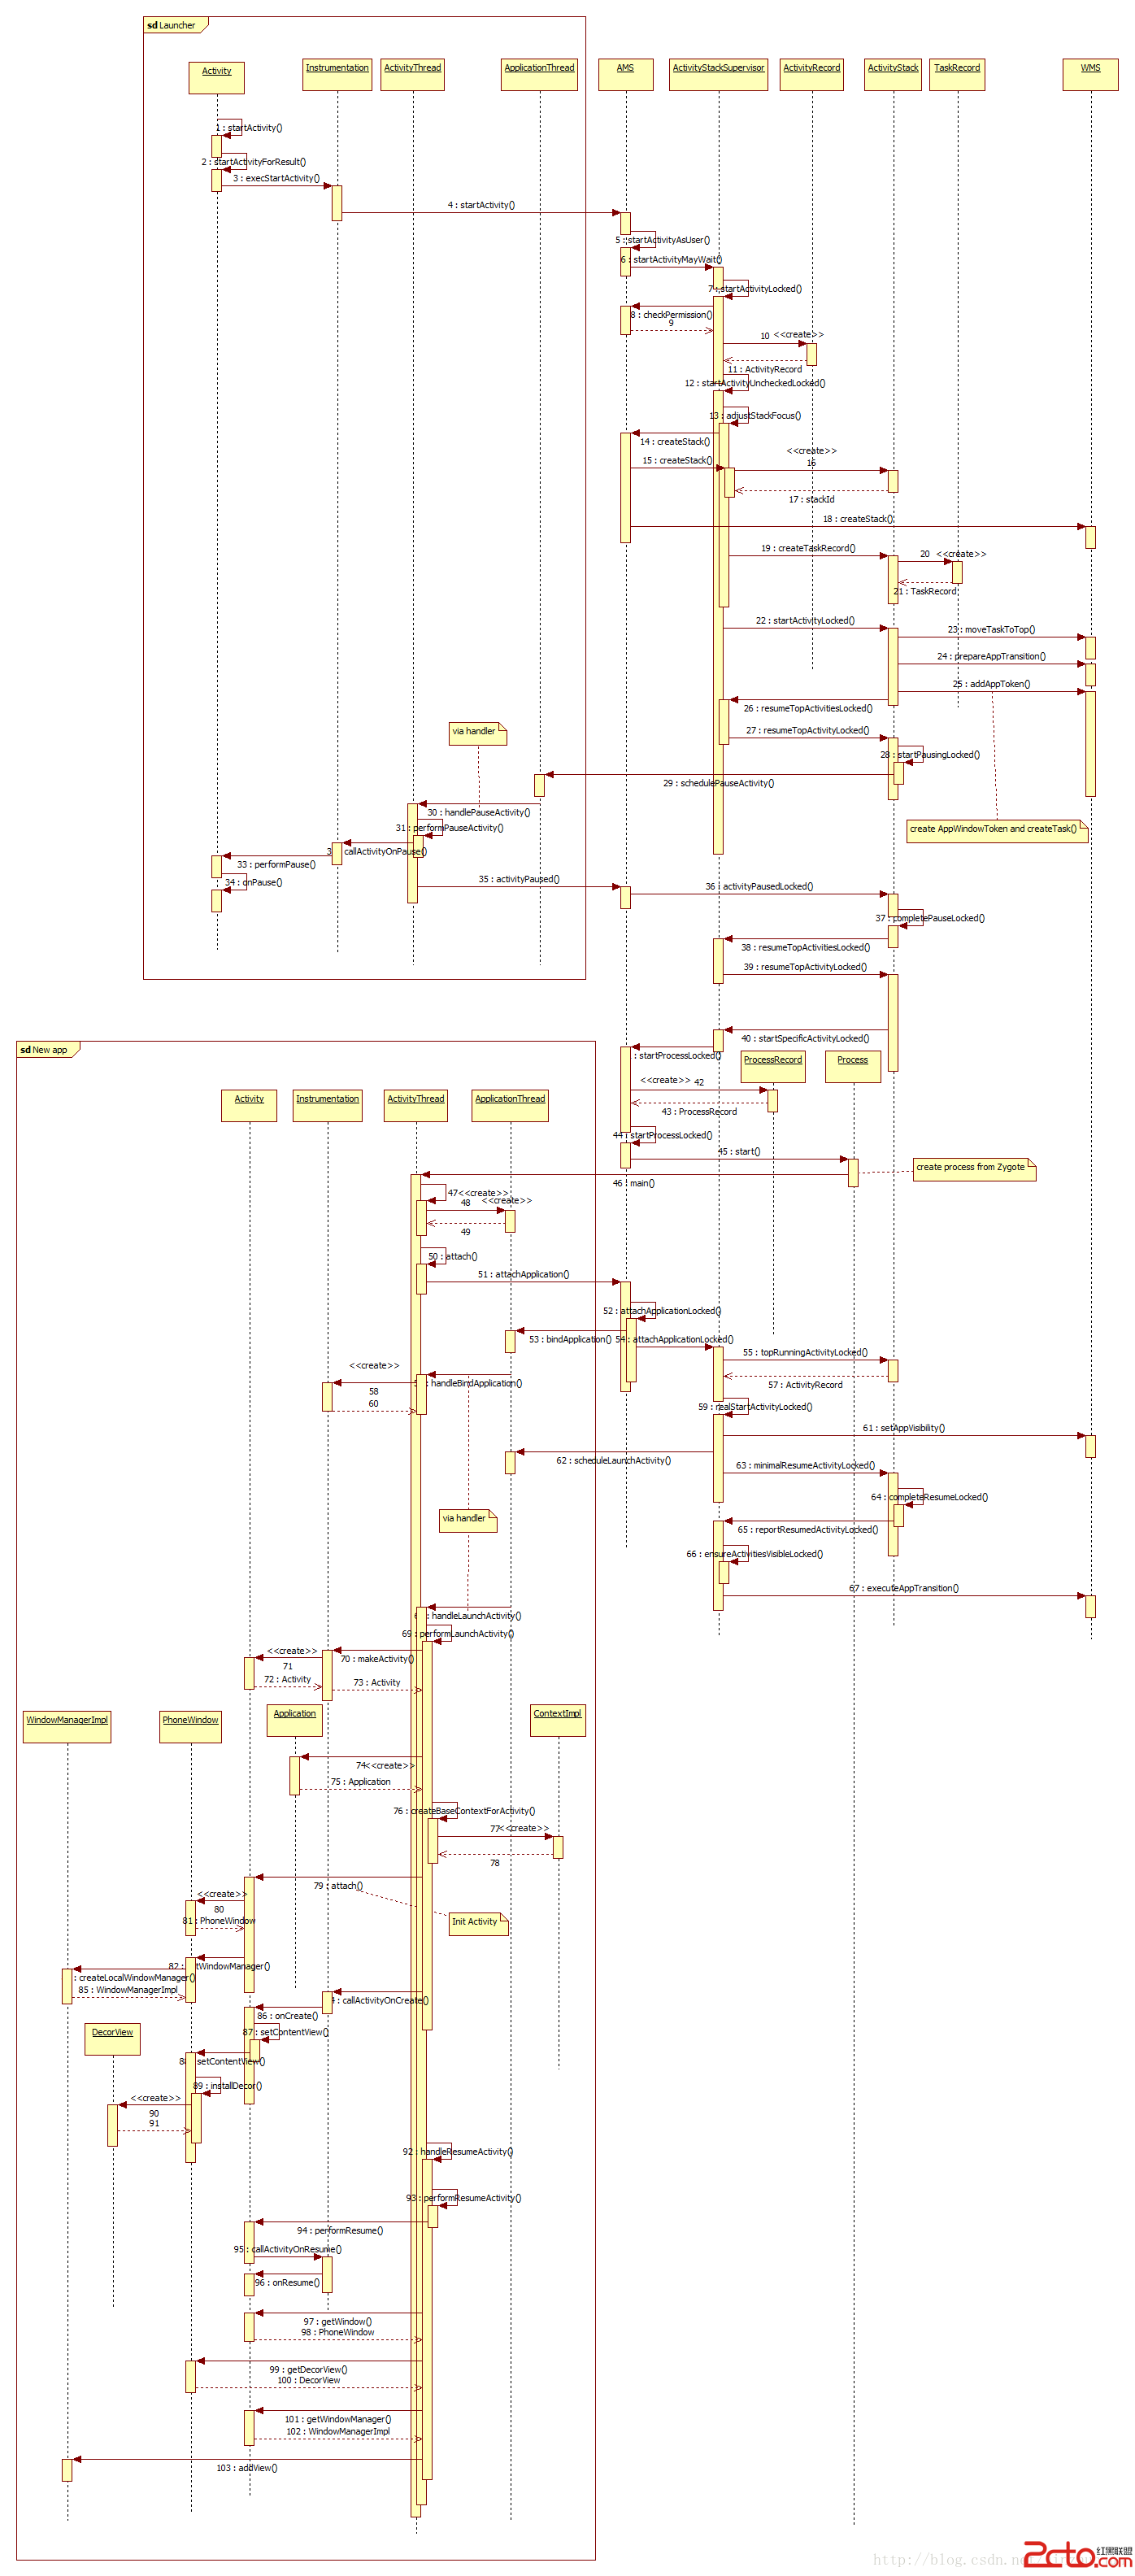 sd Launcher
Activity
Instrumentation
ActivityThread
ApplicationThread
AMS
ActivityStackSupervisor
ActivityRecord
ActivityStack
TaskRecord
WMS
1 : startActivity()
2 : startActivityForResult()
3 : execStartActivity()
4 : startActivity()
5 : startActivityAsUser()
6 : startActivityMayWait()
7 : startActivityLocked()
8 : checkPermission()
9
10 <<create>>
11 : ActivityRecord
12 : startActivityUncheckedLocked()
13 : adjustStackFocus()
14 : createStack()
<<create>>
15 : createStack()
16
17 : stackId
18 : createStack()
19 : createTaskRecord()
20 <<create>>
21 : TaskRecord
22 : startActivityLocked()
23 : moveTaskToTop()
24 : prepareAppTransition()
25 : addAppToken()
26 : resumeTopActivitiesLocked()
via handler
27 : resumeTopActivityLocked()
28 : startPausingLocked()
29 : schedulePauseActivity()
30 : handlePauseActivity()
31 : performPauseActivity()
create AppWindowToken and createTask()
3 callActivityOnPause()
33 : performPause()
34 : onPause()
35 : activityPaused()
36 : activityPausedLocked()
37 : completePauseLocked()
38 : resumeTopActivitiesLocked()
39 : resumeTopActivityLocked()
40 : startSpecificActivityLocked()
sd New app
: startProcessLocked()
ProcessRecord
Process
<<create>> 42
Activity
Instrumentation
ActivityThread
ApplicationThread
43 : ProcessRecord
44 : startProcessLocked()
45 : start()
create process from Zygote
46 : main()
47 <<create>>
48 <<create>>
49
50 : attach()
51 : attachApplication()
52 : attachApplicationLocked()
53 : bindApplication()
54 : attachApplicationLocked()
55 : topRunningActivityLocked()
<<create>>
57 : ActivityRecord
: handleBindApplication()
58
60
59 : realStartActivityLocked()
61 : setAppVisibility()
62 : scheduleLaunchActivity()
63 : minimalResumeActivityLocked()
64 : completeResumeLocked()
via handler
65 : reportResumedActivityLocked()
66 : ensureActivitiesVisibleLocked()
67 : executeAppTransition()
: handleLaunchActivity()
69 : performLaunchActivity()
<<create>>
70 : makeActivity()
71
72 : Activity
73 : Activity
WindowManagerImpl
PhoneWindow
Application
ContextImpl
74 <<create>>
75 : Application
76 : createBaseContextForActivity()
77 <<create>>
78
79 : attach()
<<create>>
80
81 : PhoneWindow
Init Activity
82 : tWindowManager()
: createLocalWindowManager()
85 : WindowManagerImpl
: callActivityOnCreate()
86 : onCreate()
DecorView
87 : setContentView()
8 setContentView()
89 : installDecor()
<<create>>
90
91
92 : handleResumeActivity()
93 : performResumeActivity()
94 : performResume()
95 : callActivityOnResume()
96 : onResume()
97 : getWindow()
98 : PhoneWindow
99 : getDecorView()
100 : DecorView
101 : getWindowManager()
102 : WindowManagerImpl
103 : addView()
http://blog.csdn.net/
2cto.com
红黑联盟